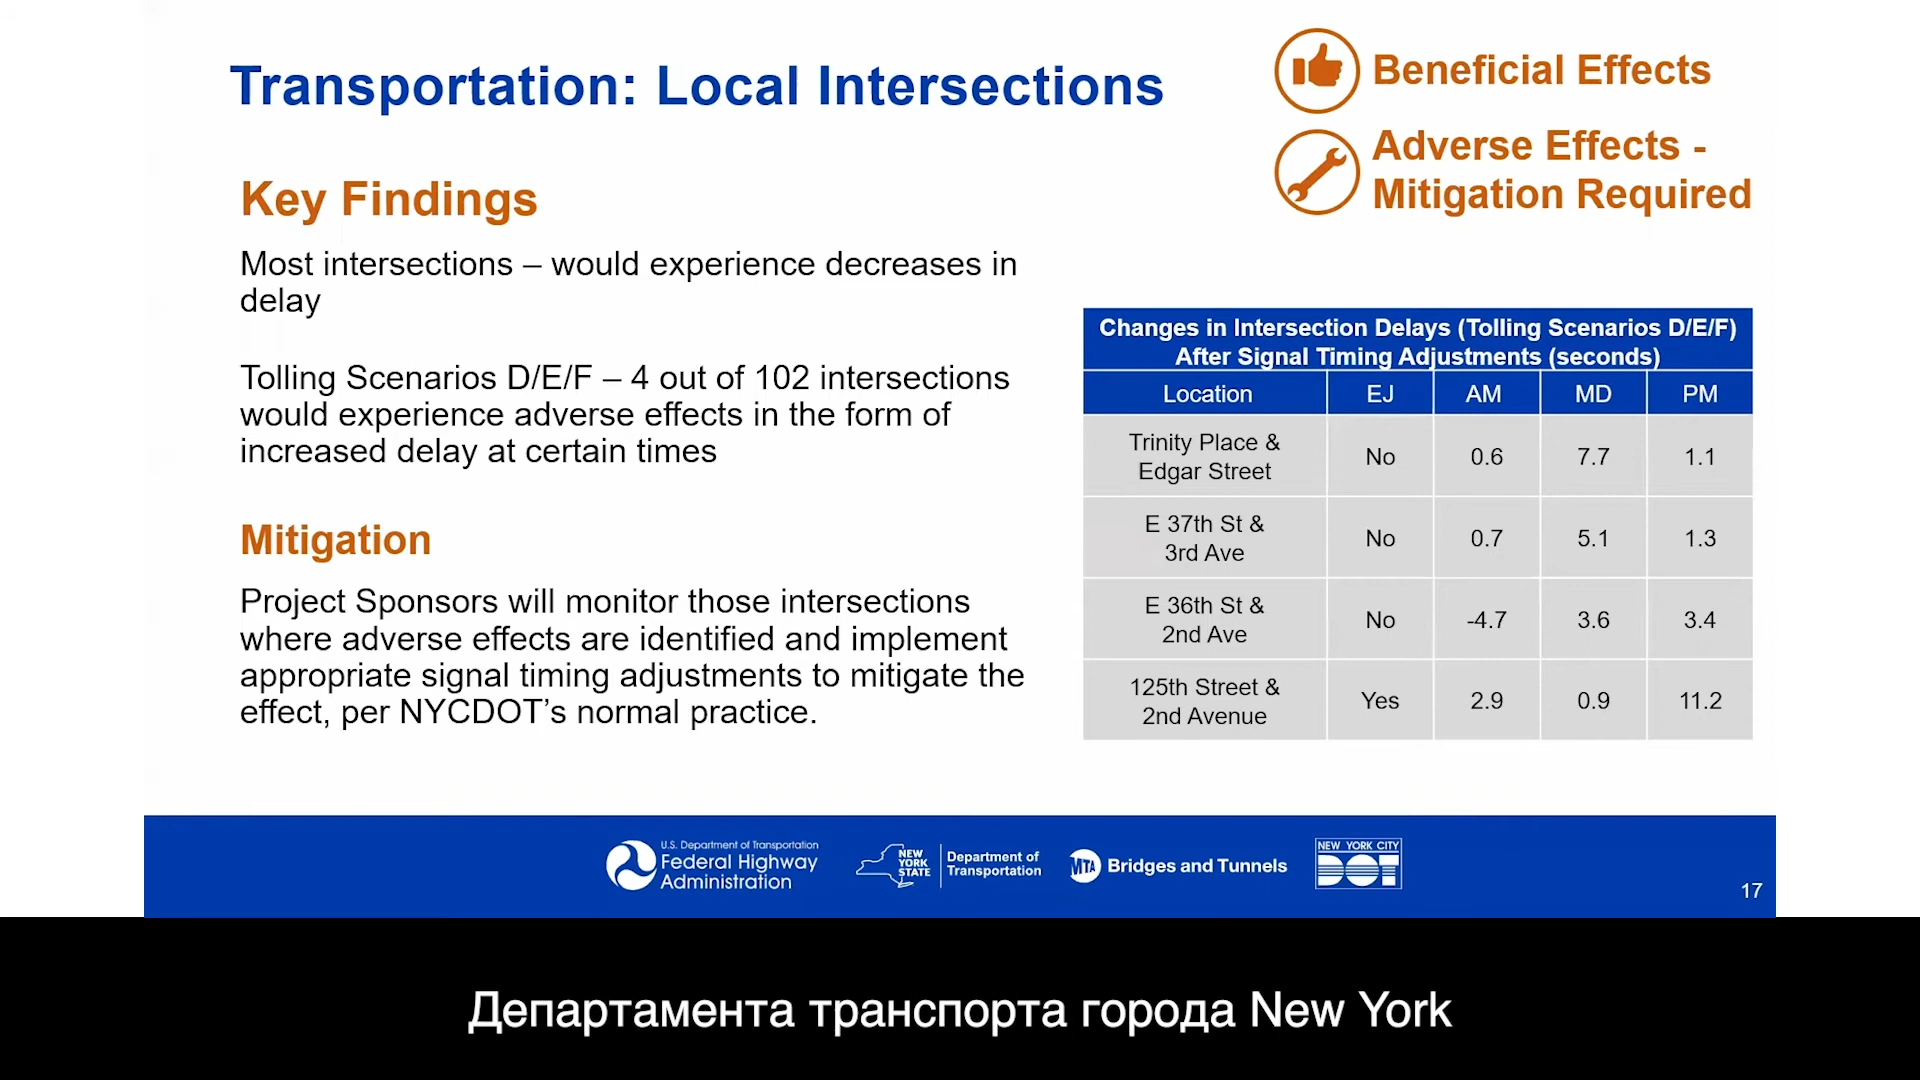 Transportation: Local Intersections
Beneficial Effects
Adverse Effects -
Mitigation Required
Key Findings
Most intersections – would experience decreases in
delay
Tolling Scenarios D/E/F – 4 out of 102 intersections
would experience adverse effects in the form of
increased delay at certain times
Mitigation
Project Sponsors will monitor those intersections
where adverse effects are identified and implement
appropriate signal timing adjustments to mitigate the
effect, per NYCDOT’s normal practice.
Changes in Intersection Delays (Tolling Scenarios D/E/F)
After Signal Timing Adjustments (seconds)
Location EJ AM MD PM
Trinity Place &
Edgar Street No 0.6 7.7 1.1
E 37th St &
3rd Ave No 0.7 5.1 1.3
E 36th St &
2nd Ave No -4.7 3.6 3.4
125th Street &
2nd Avenue Yes 2.9 0.9 11.2
U.S. Department of Transportation
Federal Highway
Administration
NEW
YORK
STATE
Department of
Transportation
MTA Bridges and Tunnels
NEW YORK CITY
DOT
17
Департамента транспорта города New York